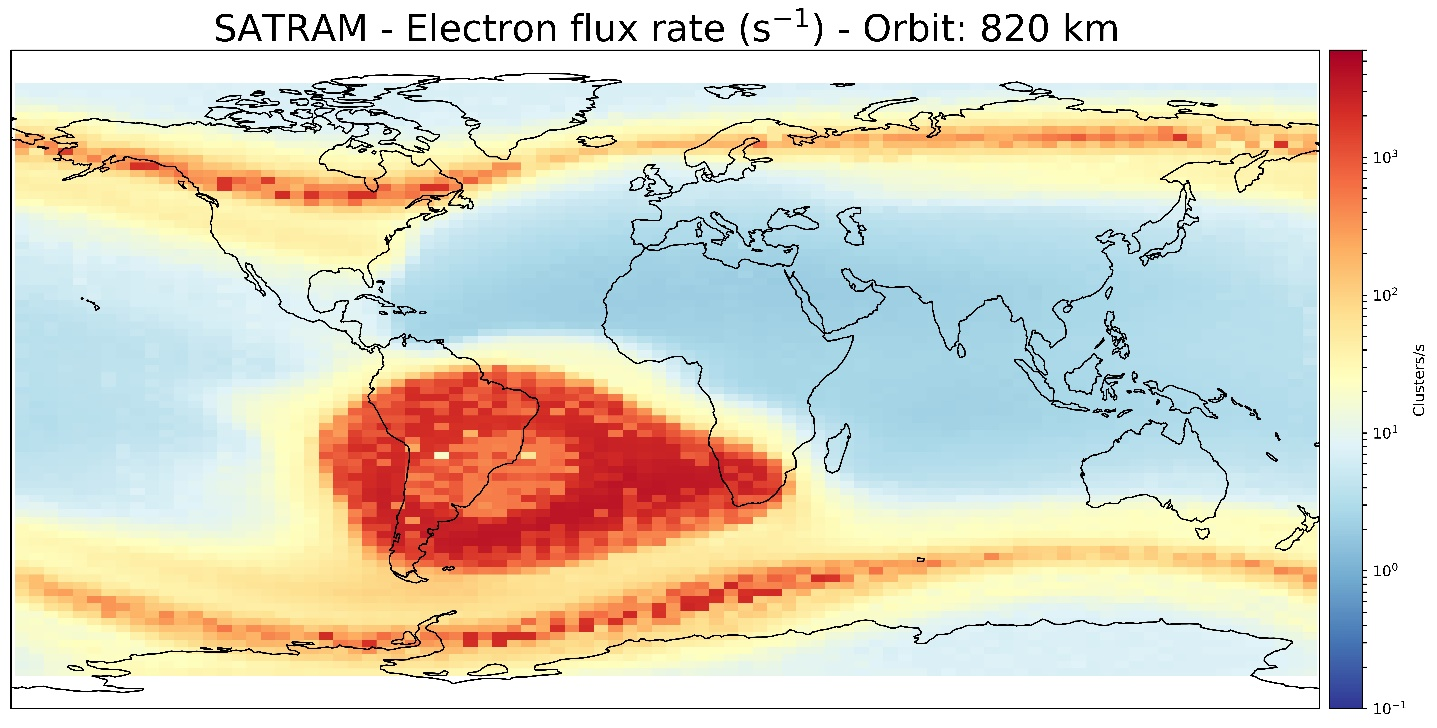 SATRAM - Electron flux rate (s⁻¹) - Orbit: 820 km
10³
10²
10¹
10⁰
10⁻¹
Clusters/s